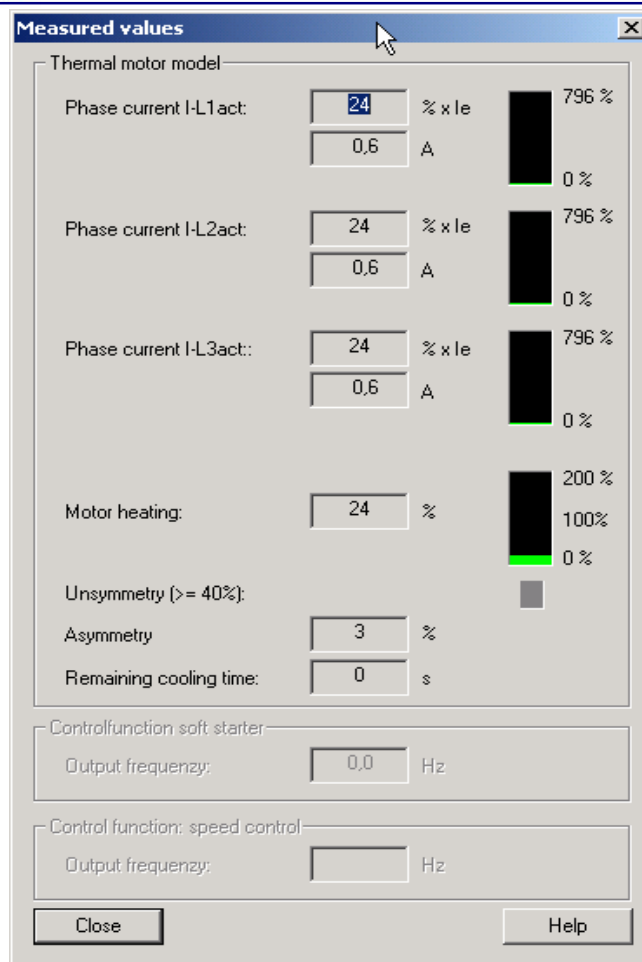 Measured values
Thermal motor model
Phase current I-L1act: 24 % x Ie 796 %
0,6 A
0 %
Phase current I-L2act: 24 % x Ie 796 %
0,6 A
0 %
Phase current I-L3act:: 24 % x Ie 796 %
0,6 A
0 %
200 %
Motor heating: 24 % 100%
0 %
Unsymmetry (>= 40%):
Asymmetry 3 %
Remaining cooling time: 0 s
Controlfunction soft starter
Output frequenzy: 0,0 Hz
Control function: speed control
Output frequenzy: Hz
Close Help